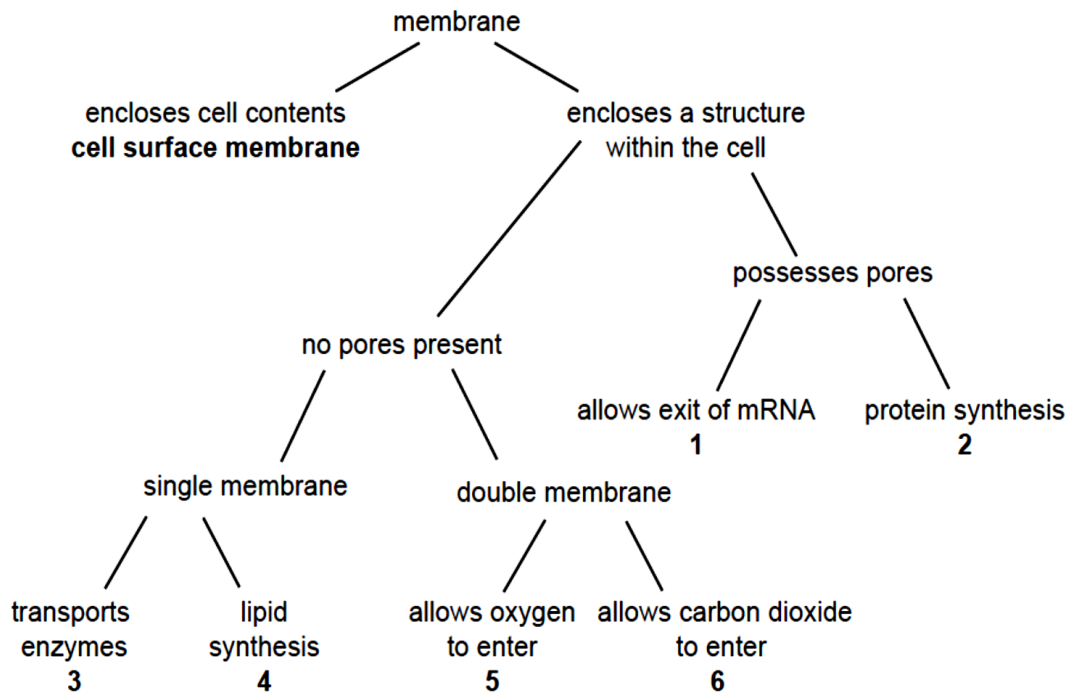 membrane
encloses cell contents
cell surface membrane
encloses a structure
within the cell
possesses pores
no pores present
allows exit of mRNA
1
protein synthesis
2
single membrane
double membrane
transports
enzymes
3
lipid
synthesis
4
allows oxygen
to enter
5
allows carbon dioxide
to enter
6